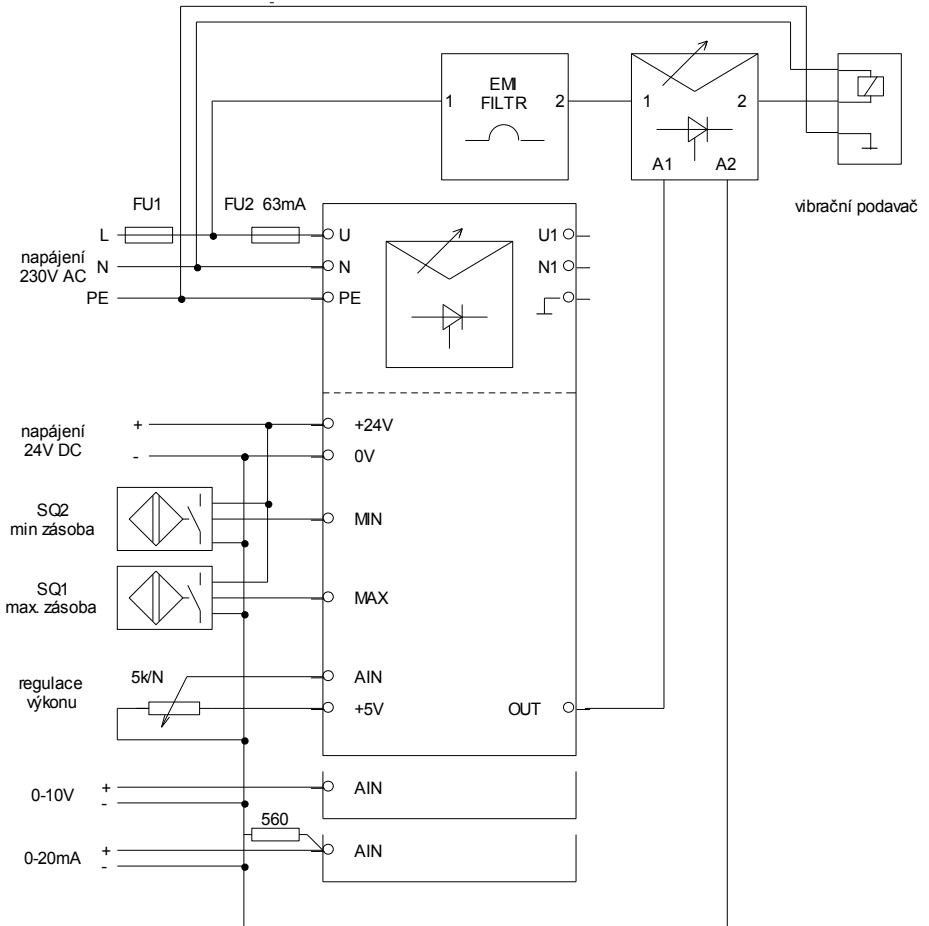 EMI
FILTR
1
2
1
2
A1
A2
vibrační podavač
FU1
FU2 63mA
L
napájení
230V AC
N
PE
U
N
PE
U1
N1
napájení
24V DC
+
-
+24V
0V
SQ2
min zásoba
MIN
SQ1
max. zásoba
MAX
regulace
výkonu
5k/N
AIN
+5V
OUT
0-10V
+
-
AIN
560
0-20mA
+
-
AIN